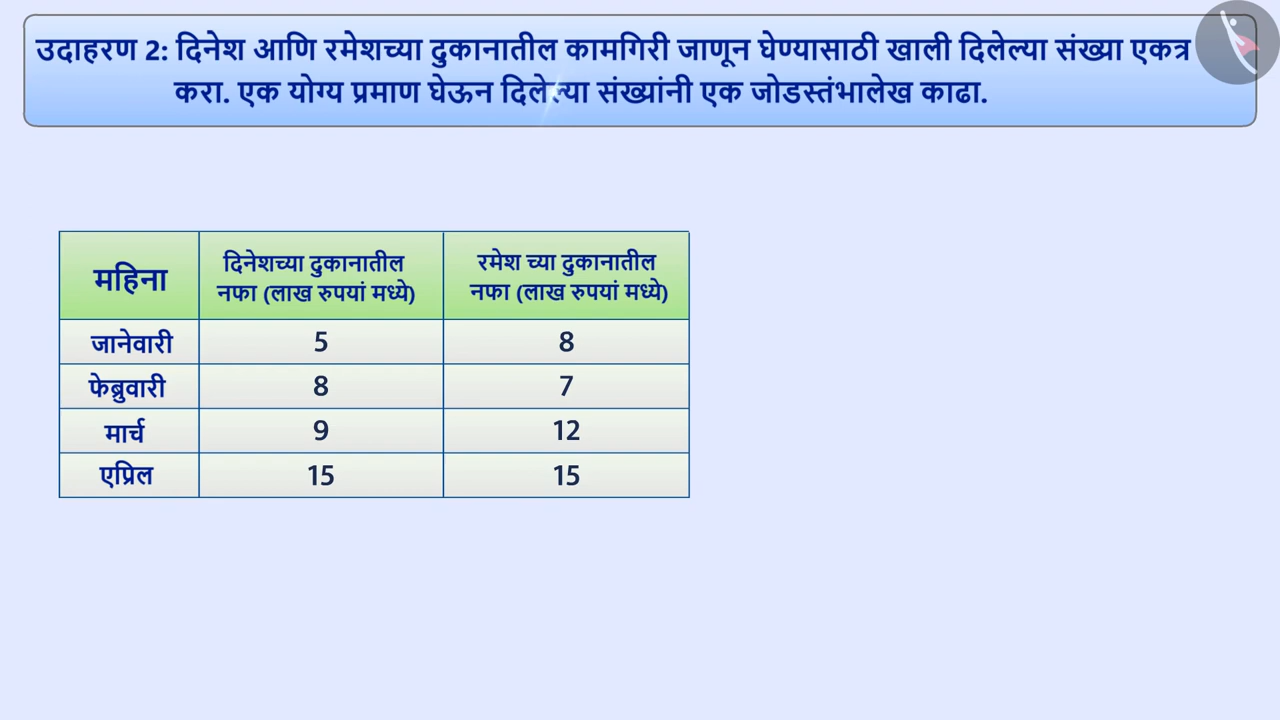 उदाहरण 2: दिनेश आणि रमेशच्या दुकानातील कामगिरी जाणून घेण्यासाठी खाली दिलेल्या संख्या एकत्र
करा. एक योग्य प्रमाण घेऊन दिलेल्या संख्यांनी एक जोडस्तंभालेख काढा.
महिना
दिनेशच्या दुकानातील
नफा (लाख रुपयां मध्ये)
रमेश च्या दुकानातील
नफा (लाख रुपयां मध्ये)
जानेवारी 5 8
फेब्रुवारी 8 7
मार्च 9 12
एप्रिल 15 15